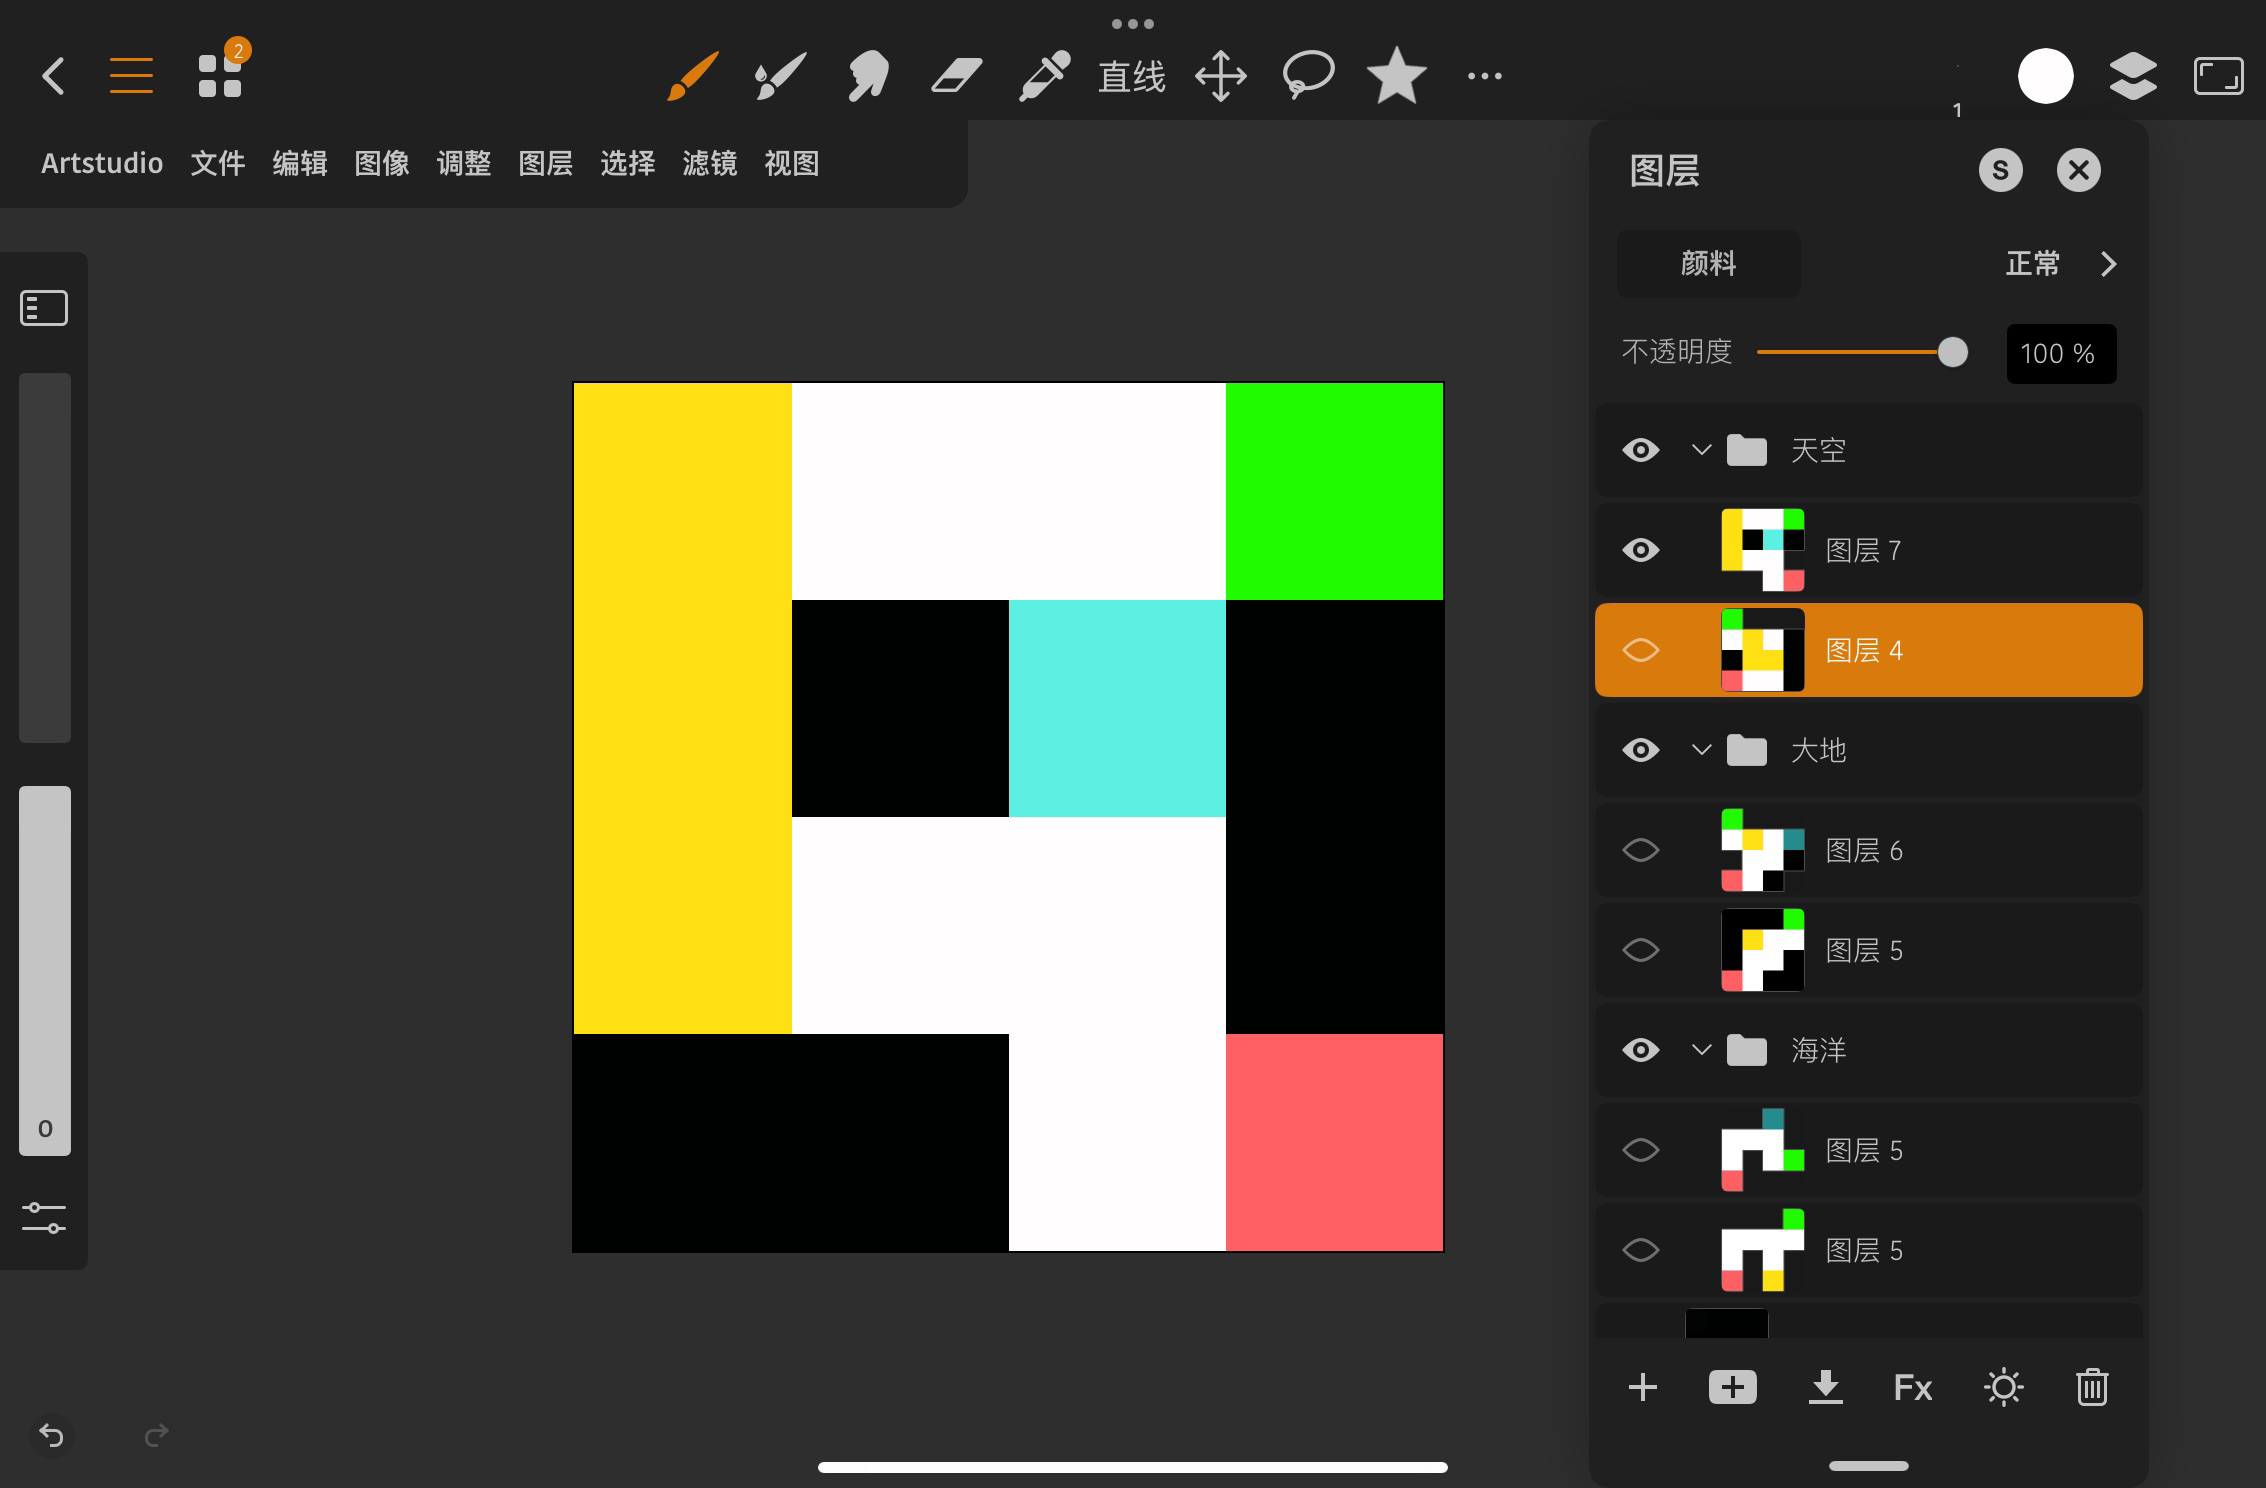 2
直线
1
Artstudio 文件 编辑 图像 调整 图层 选择 滤镜 视图
图层
S
颜料
正常
不透明度
100 %
天空
图层 7
图层 4
大地
图层 6
图层 5
海洋
图层 5
图层 5
0
Fx